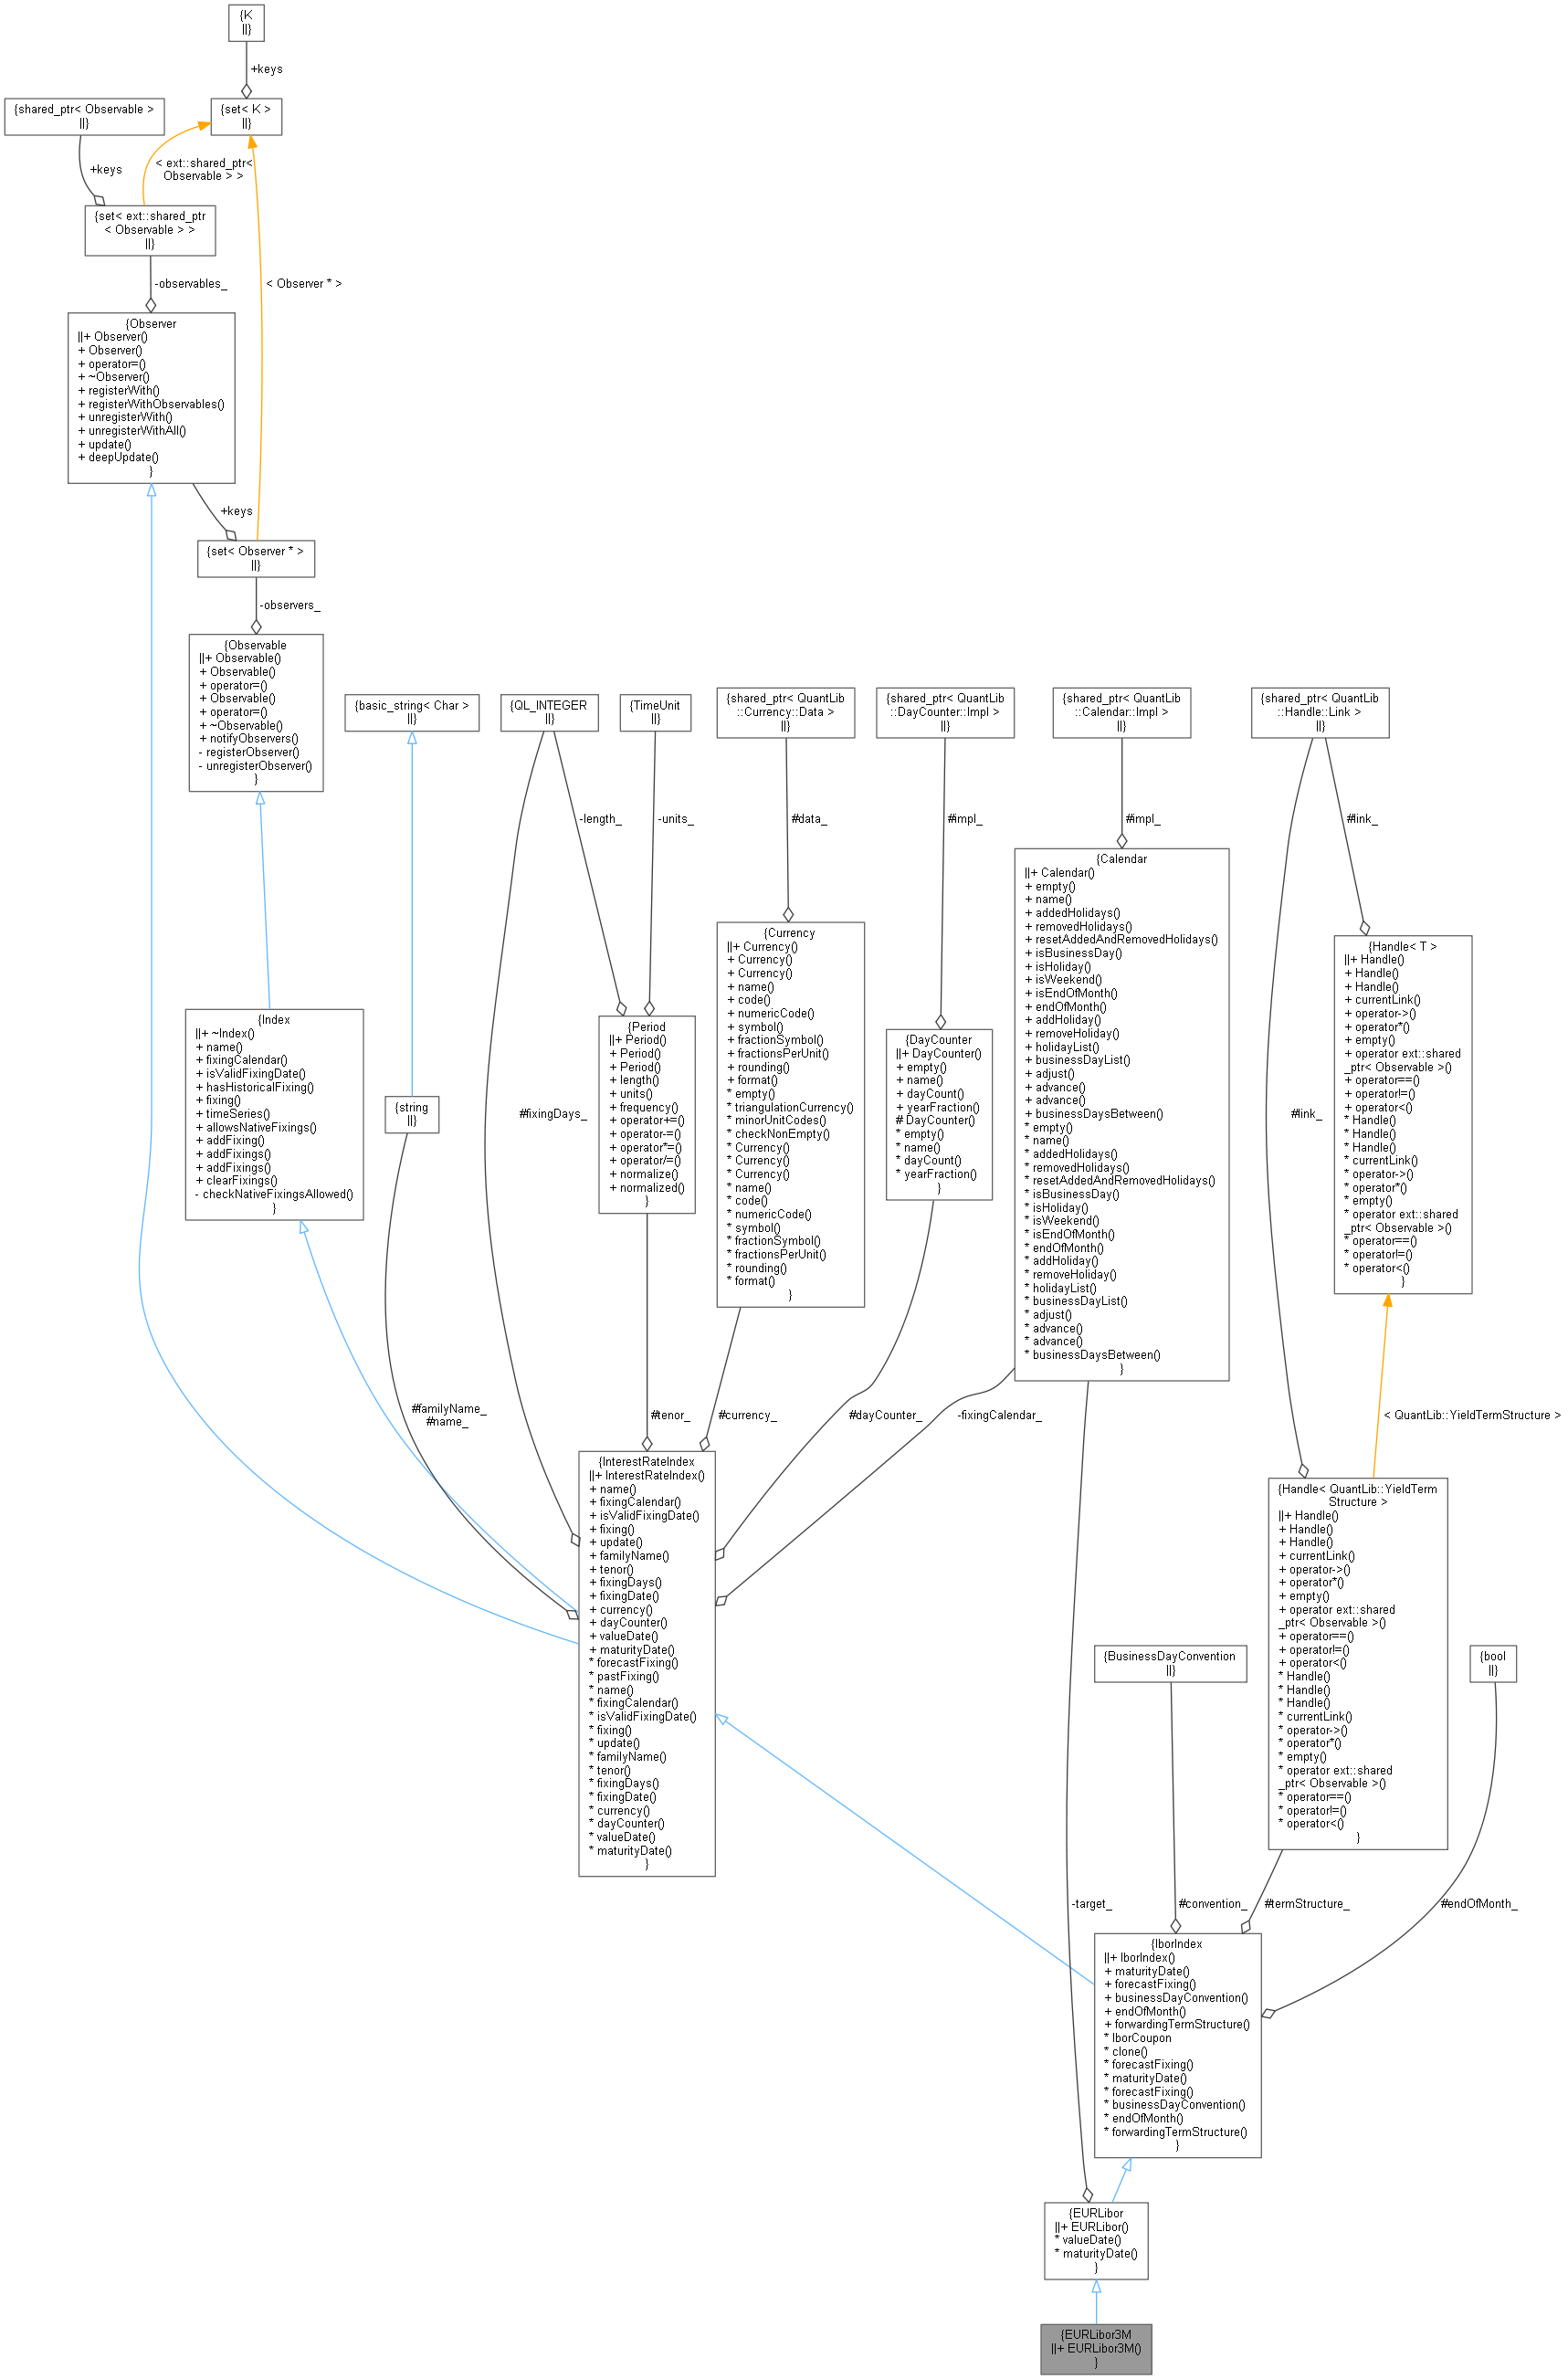 {K
||}
+keys
{shared_ptr< Observable >
||}
{set< K >
||}
+keys
< ext::shared_ptr<
Observable > >
{set< ext::shared_ptr
< Observable > >
||}
-observables_
< Observer * >
{Observer
||+ Observer()
+ Observer()
+ operator=()
+ ~Observer()
+ registerWith()
+ registerWithObservables()
+ unregisterWith()
+ unregisterWithAll()
+ update()
+ deepUpdate()
}
+keys
{set< Observer * >
||}
-observers_
{Observable
||+ Observable()
+ Observable()
+ operator=()
+ Observable()
+ operator=()
+ ~Observable()
+ notifyObservers()
- registerObserver()
- unregisterObserver()
}
{basic_string< Char >
||}
{QL_INTEGER
||}
{TimeUnit
||}
{shared_ptr< QuantLib
::Currency::Data >
||}
{shared_ptr< QuantLib
::DayCounter::Impl >
||}
{shared_ptr< QuantLib
::Calendar::Impl >
||}
{shared_ptr< QuantLib
::Handle::Link >
||}
-length_
-units_
#data_
#impl_
#impl_
#link_
{Calendar
||+ Calendar()
+ empty()
+ name()
+ addedHolidays()
+ removedHolidays()
+ resetAddedAndRemovedHolidays()
+ isBusinessDay()
+ isHoliday()
+ isWeekend()
+ isEndOfMonth()
+ endOfMonth()
+ addHoliday()
+ removeHoliday()
+ holidayList()
+ businessDayList()
+ adjust()
+ advance()
+ advance()
+ businessDaysBetween()
* empty()
* name()
* addedHolidays()
* removedHolidays()
* resetAddedAndRemovedHolidays()
* isBusinessDay()
* isHoliday()
* isWeekend()
* isEndOfMonth()
* endOfMonth()
* addHoliday()
* removeHoliday()
* holidayList()
* businessDayList()
* adjust()
* advance()
* advance()
* businessDaysBetween()
}
{Currency
||+ Currency()
+ Currency()
+ Currency()
+ name()
+ code()
+ numericCode()
+ symbol()
+ fractionSymbol()
+ fractionsPerUnit()
+ rounding()
+ format()
* empty()
* triangulationCurrency()
* minorUnitCodes()
* checkNonEmpty()
* Currency()
* Currency()
* Currency()
* name()
* code()
* numericCode()
* symbol()
* fractionSymbol()
* fractionsPerUnit()
* rounding()
* format()
}
{Handle< T >
||+ Handle()
+ Handle()
+ Handle()
+ currentLink()
+ operator->()
+ operator*()
+ empty()
+ operator ext::shared
_ptr< Observable >()
+ operator==()
+ operator!=()
+ operator<()
* Handle()
* Handle()
* Handle()
* currentLink()
* operator->()
* operator*()
* empty()
* operator ext::shared
_ptr< Observable >()
* operator==()
* operator!=()
* operator<()
}
{Index
||+ ~Index()
+ name()
+ fixingCalendar()
+ isValidFixingDate()
+ hasHistoricalFixing()
+ fixing()
+ timeSeries()
+ allowsNativeFixings()
+ addFixing()
+ addFixings()
+ addFixings()
+ clearFixings()
- checkNativeFixingsAllowed()
}
{string
||}
#fixingDays_
{Period
||+ Period()
+ Period()
+ Period()
+ length()
+ units()
+ frequency()
+ operator+=()
+ operator-=()
+ operator*=()
+ operator/=()
+ normalize()
+ normalized()
}
{DayCounter
||+ DayCounter()
+ empty()
+ name()
+ dayCount()
+ yearFraction()
# DayCounter()
* empty()
* name()
* dayCount()
* yearFraction()
}
#link_
#familyName_
#name_
#tenor_
#currency_
#dayCounter_
-fixingCalendar_
< QuantLib::YieldTermStructure >
{InterestRateIndex
||+ InterestRateIndex()
+ name()
+ fixingCalendar()
+ isValidFixingDate()
+ fixing()
+ update()
+ familyName()
+ tenor()
+ fixingDays()
+ fixingDate()
+ currency()
+ dayCounter()
+ valueDate()
+ maturityDate()
* forecastFixing()
* pastFixing()
* name()
* fixingCalendar()
* isValidFixingDate()
* fixing()
* update()
* familyName()
* tenor()
* fixingDays()
* fixingDate()
* currency()
* dayCounter()
* valueDate()
* maturityDate()
}
{Handle< QuantLib::YieldTerm
Structure >
||+ Handle()
+ Handle()
+ Handle()
+ currentLink()
+ operator->()
+ operator*()
+ empty()
+ operator ext::shared
_ptr< Observable >()
+ operator==()
+ operator!=()
+ operator<()
* Handle()
* Handle()
* Handle()
* currentLink()
* operator->()
* operator*()
* empty()
* operator ext::shared
_ptr< Observable >()
* operator==()
* operator!=()
* operator<()
}
{BusinessDayConvention
||}
{bool
||}
-target_
#convention_
#termStructure_
#endOfMonth_
{IborIndex
||+ IborIndex()
+ maturityDate()
+ forecastFixing()
+ businessDayConvention()
+ endOfMonth()
+ forwardingTermStructure()
* IborCoupon
* clone()
* forecastFixing()
* maturityDate()
* forecastFixing()
* businessDayConvention()
* endOfMonth()
* forwardingTermStructure()
}
{EURLibor
||+ EURLibor()
* valueDate()
* maturityDate()
}
{EURLibor3M
||+ EURLibor3M()
}